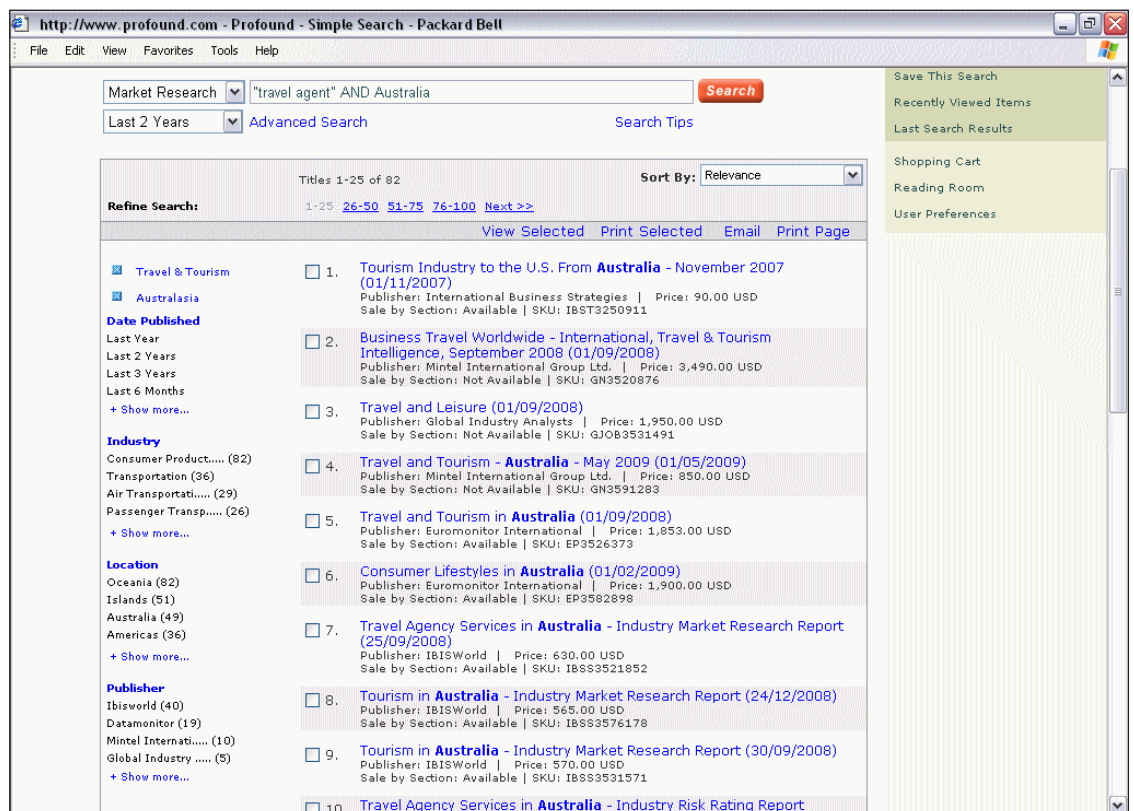 http://www.profound.com - Profound - Simple Search - Packard Bell
File Edit View Favorites Tools Help
Market Research "travel agent" AND Australia Search
Last 2 Years Advanced Search Search Tips
Save This Search
Recently Viewed Items
Last Search Results
Shopping Cart
Reading Room
User Preferences
Titles 1-25 of 82 Sort By: Relevance
Refine Search: 1-25 26-50 51-75 76-100 Next >>
View Selected Print Selected Email Print Page
Travel & Tourism
Australasia
Date Published
Last Year
Last 2 Years
Last 3 Years
Last 6 Months
+ Show more...
Industry
Consumer Product..... (82)
Transportation (36)
Air Transportati..... (29)
Passenger Transp..... (26)
+ Show more...
Location
Oceania (82)
Islands (51)
Australia (49)
Americas (36)
+ Show more...
Publisher
Ibisworld (40)
Datamonitor (19)
Mintel Internati..... (10)
Global Industry ..... (5)
+ Show more...
1. Tourism Industry to the U.S. From Australia - November 2007
(01/11/2007)
Publisher: International Business Strategies | Price: 90.00 USD
Sale by Section: Available | SKU: IBST3250911
2. Business Travel Worldwide - International, Travel & Tourism
Intelligence, September 2008 (01/09/2008)
Publisher: Mintel International Group Ltd. | Price: 3,490.00 USD
Sale by Section: Not Available | SKU: GN3520876
3. Travel and Leisure (01/09/2008)
Publisher: Global Industry Analysts | Price: 1,950.00 USD
Sale by Section: Not Available | SKU: GJOB3531491
4. Travel and Tourism - Australia - May 2009 (01/05/2009)
Publisher: Mintel International Group Ltd. | Price: 850.00 USD
Sale by Section: Not Available | SKU: GN3591283
5. Travel and Tourism in Australia (01/09/2008)
Publisher: Euromonitor International | Price: 1,853.00 USD
Sale by Section: Available | SKU: EP3526373
6. Consumer Lifestyles in Australia (01/02/2009)
Publisher: Euromonitor International | Price: 1,900.00 USD
Sale by Section: Available | SKU: EP3582898
7. Travel Agency Services in Australia - Industry Market Research Report
(25/09/2008)
Publisher: IBISWorld | Price: 630.00 USD
Sale by Section: Available | SKU: IBSS3521852
8. Tourism in Australia - Industry Market Research Report (24/12/2008)
Publisher: IBISWorld | Price: 565.00 USD
Sale by Section: Available | SKU: IBSS3576178
9. Tourism in Australia - Industry Market Research Report (30/09/2008)
Publisher: IBISWorld | Price: 570.00 USD
Sale by Section: Available | SKU: IBSS3531571
10. Travel Agency Services in Australia - Industry Risk Rating Report